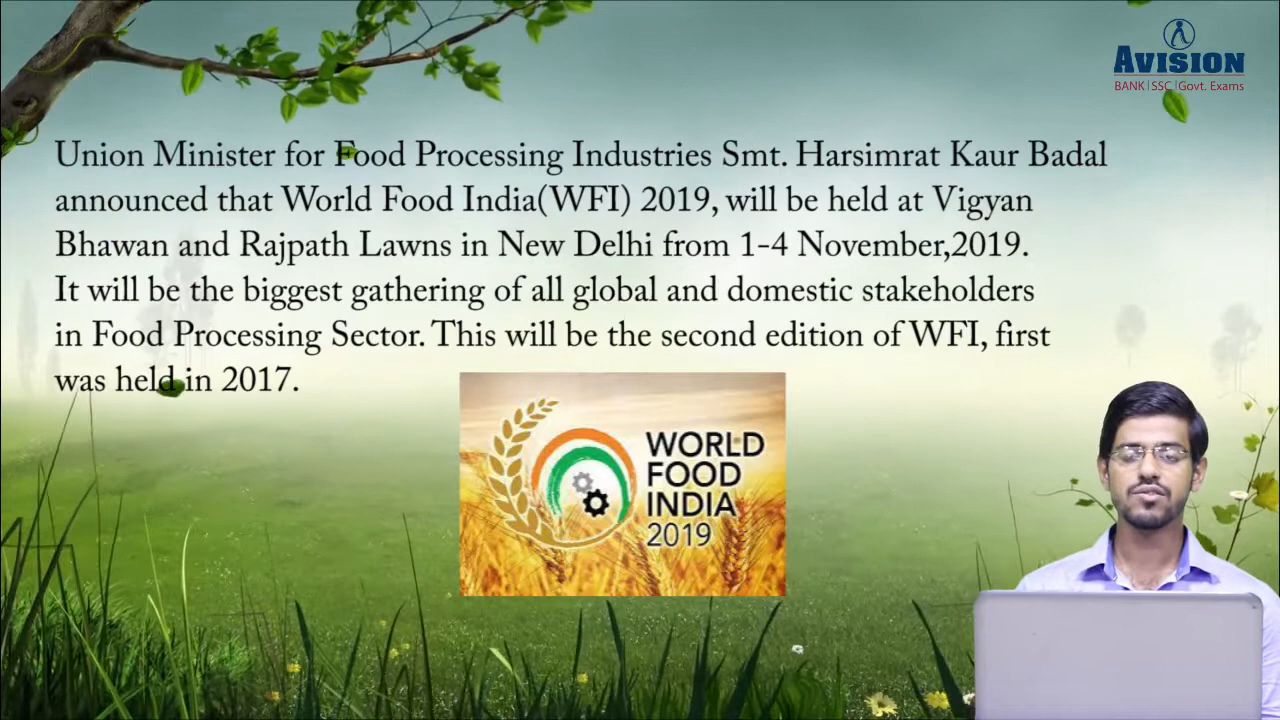 AVISION
BANK|SSC|Govt. Exams
Union Minister for Food Processing Industries Smt. Harsimrat Kaur Badal
announced that World Food India(WFI) 2019, will be held at Vigyan
Bhawan and Rajpath Lawns in New Delhi from 1-4 November,2019.
It will be the biggest gathering of all global and domestic stakeholders
in Food Processing Sector. This will be the second edition of WFI, first
was held in 2017.
WORLD
FOOD
INDIA
2019